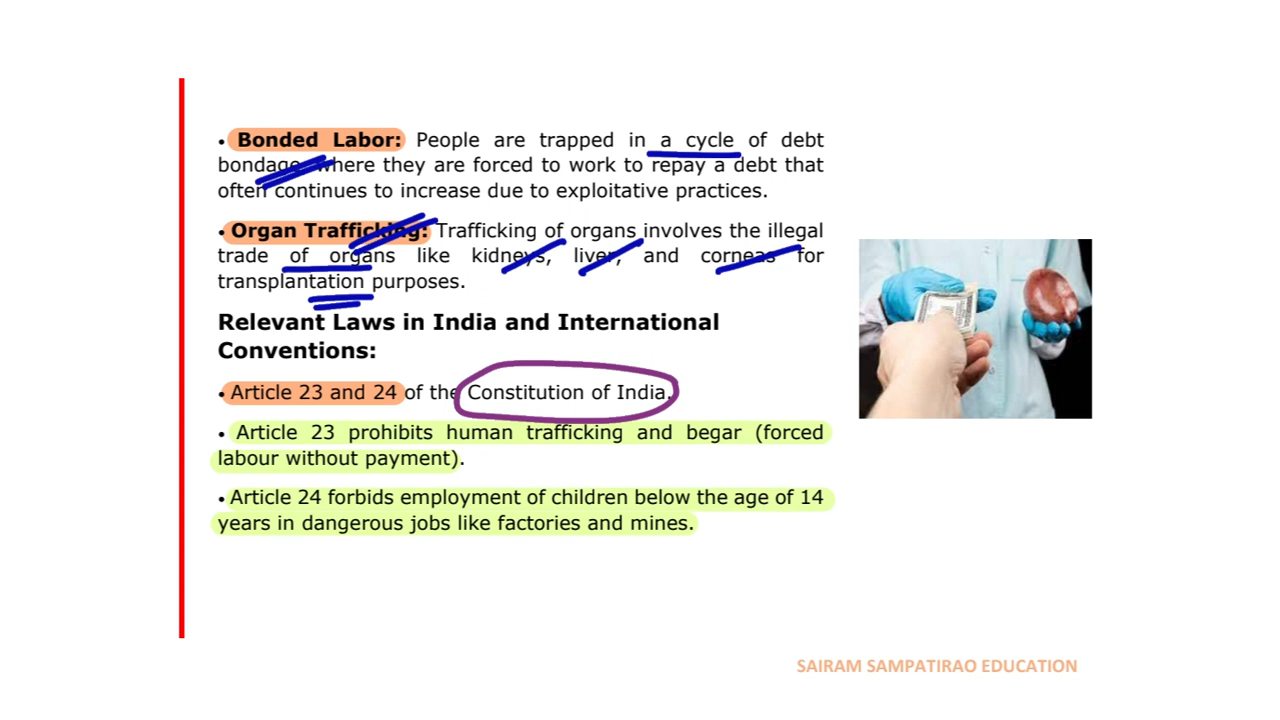 • Bonded Labor: People are trapped in a cycle of debt
bondage, where they are forced to work to repay a debt that
often continues to increase due to exploitative practices.
• Organ Trafficking: Trafficking of organs involves the illegal
trade of organs like kidneys, liver, and corneas for
transplantation purposes.
Relevant Laws in India and International
Conventions:
• Article 23 and 24 of the Constitution of India.
• Article 23 prohibits human trafficking and begar (forced
labour without payment).
• Article 24 forbids employment of children below the age of 14
years in dangerous jobs like factories and mines.
SAIRAM SAMPATIRAO EDUCATION